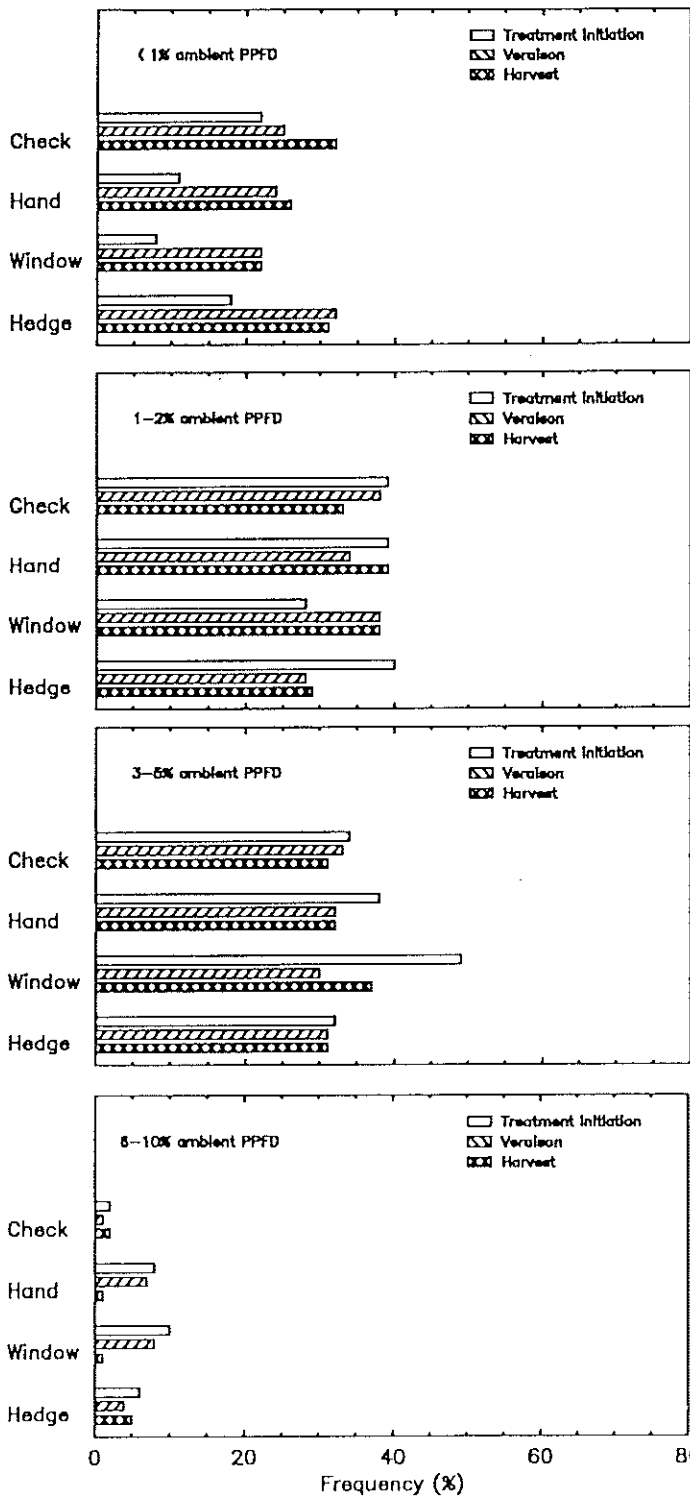 < 1% ambient PPFD
Treatment Initiation
Veraison
Harvest
Check
Hand
Window
Hedge
1-2% ambient PPFD
Treatment Initiation
Veraison
Harvest
Check
Hand
Window
Hedge
3-5% ambient PPFD
Treatment Initiation
Veraison
Harvest
Check
Hand
Window
Hedge
6-10% ambient PPFD
Treatment Initiation
Veraison
Harvest
Check
Hand
Window
Hedge
0 20 40 60 80
Frequency (%)